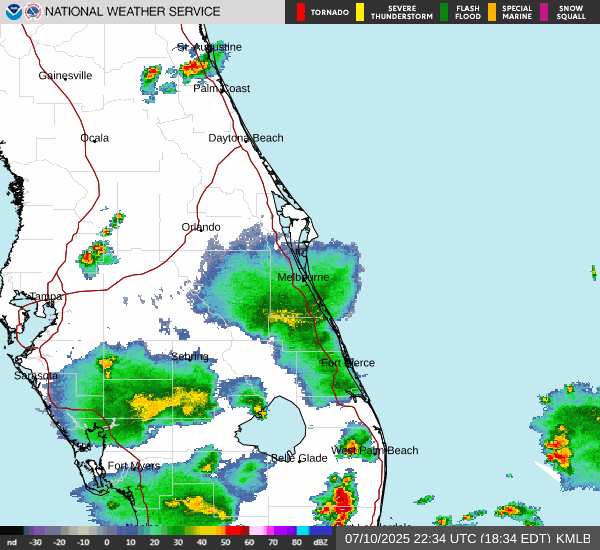 NATIONAL WEATHER SERVICE
TORNADO
SEVERE
THUNDERSTORM
FLASH
FLOOD
SPECIAL
MARINE
SNOW
SQUALL
St. Augustine
Gainesville
Palm Coast
Ocala
Daytona Beach
Orlando
Melbourne
Tampa
Sebring
Fort Pierce
Sarasota
West Palm Beach
Belle Glade
Fort Myers
nd -30 -20 -10 0 10 20 30 40 50 60 70 80 dBZ
07/10/2025 22:34 UTC (18:34 EDT) KMLB